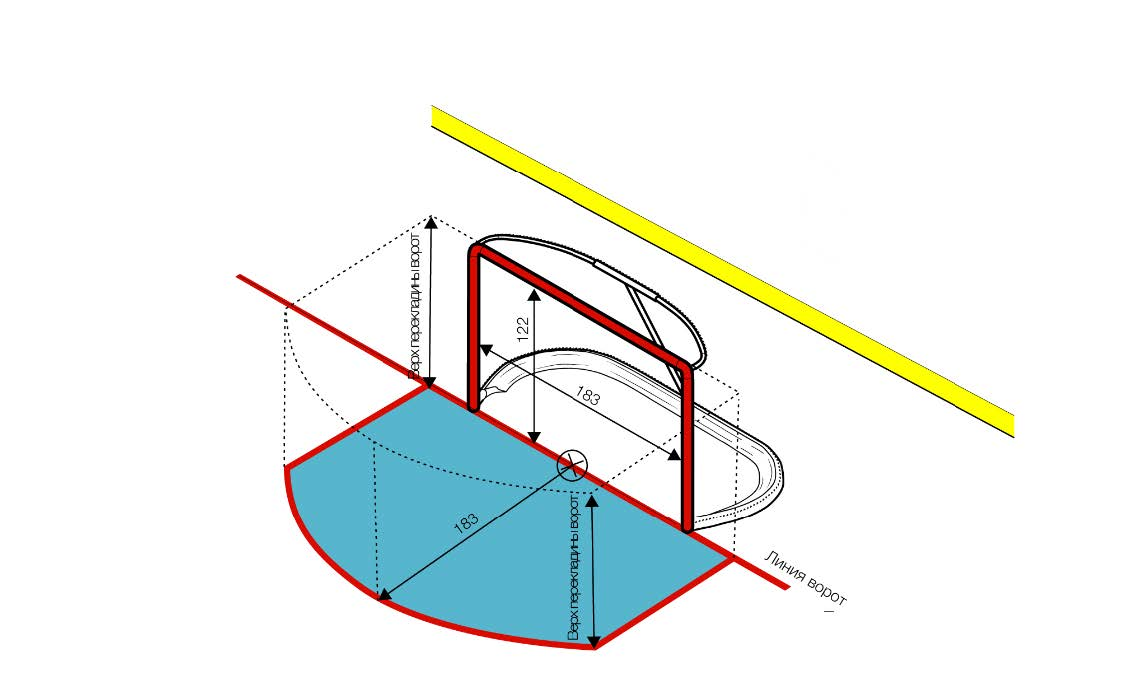 Верх перекладины ворот
122
183
183
Верх перекладины ворот
Линия ворот